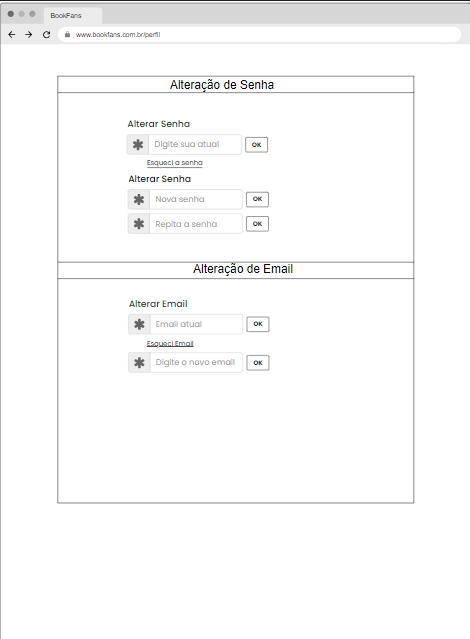 BookFans
www.bookfans.com.br/perfil
Alteração de Senha
Alterar Senha
Digite sua atual
OK
Esqueci a senha
Alterar Senha
Nova senha
OK
Repita a senha
OK
Alteração de Email
Alterar Email
Email atual
OK
Esqueci Email
Digite o novo email
OK